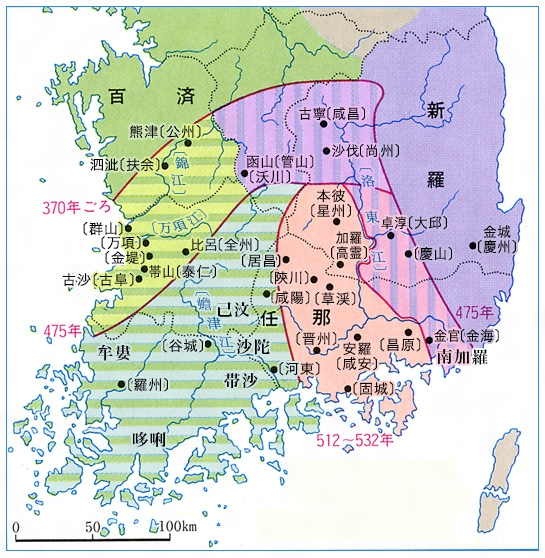 百済
新羅
古寧〔咸昌〕
熊津〔公州〕
沙伐〔尚州〕
泗沘〔扶余〕
〔錦江〕
函山〔管山〕
〔沃川〕
〔洛東江〕
本彼
〔星州〕
370年ごろ
〔群山〕
〔万頃江〕
〔万頃〕
〔金堤〕
比呂〔全州〕
加羅
〔高霊〕
卓淳〔大邱〕
金城
〔慶州〕
〔居昌〕
〔慶山〕
古沙〔古阜〕
帯山〔泰仁〕
〔陜川〕
〔草渓〕
〔咸陽〕
〔蟾津江〕
己汶
任那
475年
475年
牟婁
〔谷城〕
沙陀
〔晋州〕
安羅
〔咸安〕
〔昌原〕
金官〔金海〕
南加羅
〔羅州〕
帯沙
〔河東〕
〔固城〕
哆唎
512～532年
0 50 100km